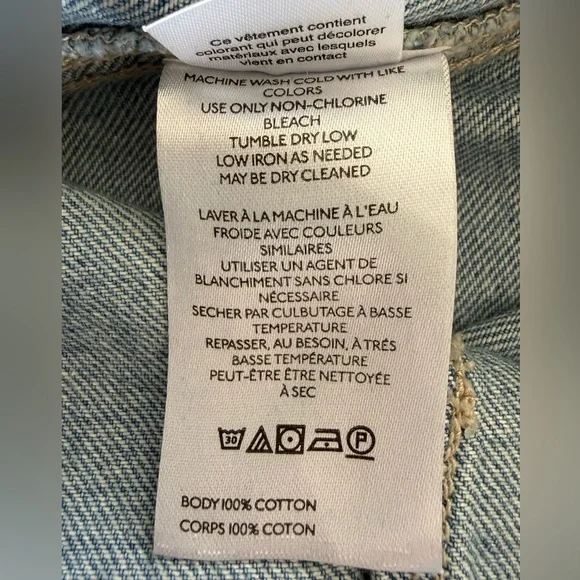 Ce vêtement contient
colorant qui peut décolorer
matériaux avec lesquels
vient en contact
MACHINE WASH COLD WITH LIKE
COLORS
USE ONLY NON-CHLORINE
BLEACH
TUMBLE DRY LOW
LOW IRON AS NEEDED
MAY BE DRY CLEANED
LAVER À LA MACHINE À L'EAU
FROIDE AVEC COULEURS
SIMILAIRES
UTILISER UN AGENT DE
BLANCHIMENT SANS CHLORE SI
NÉCESSAIRE
SECHER PAR CULBUTAGE À BASSE
TEMPERATURE
REPASSER, AU BESOIN, À TRÉS
BASSE TEMPÉRATURE
PEUT-ÊTRE ÊTRE NETTOYÉE
À SEC
30 P
BODY 100% COTTON
CORPS 100% COTON